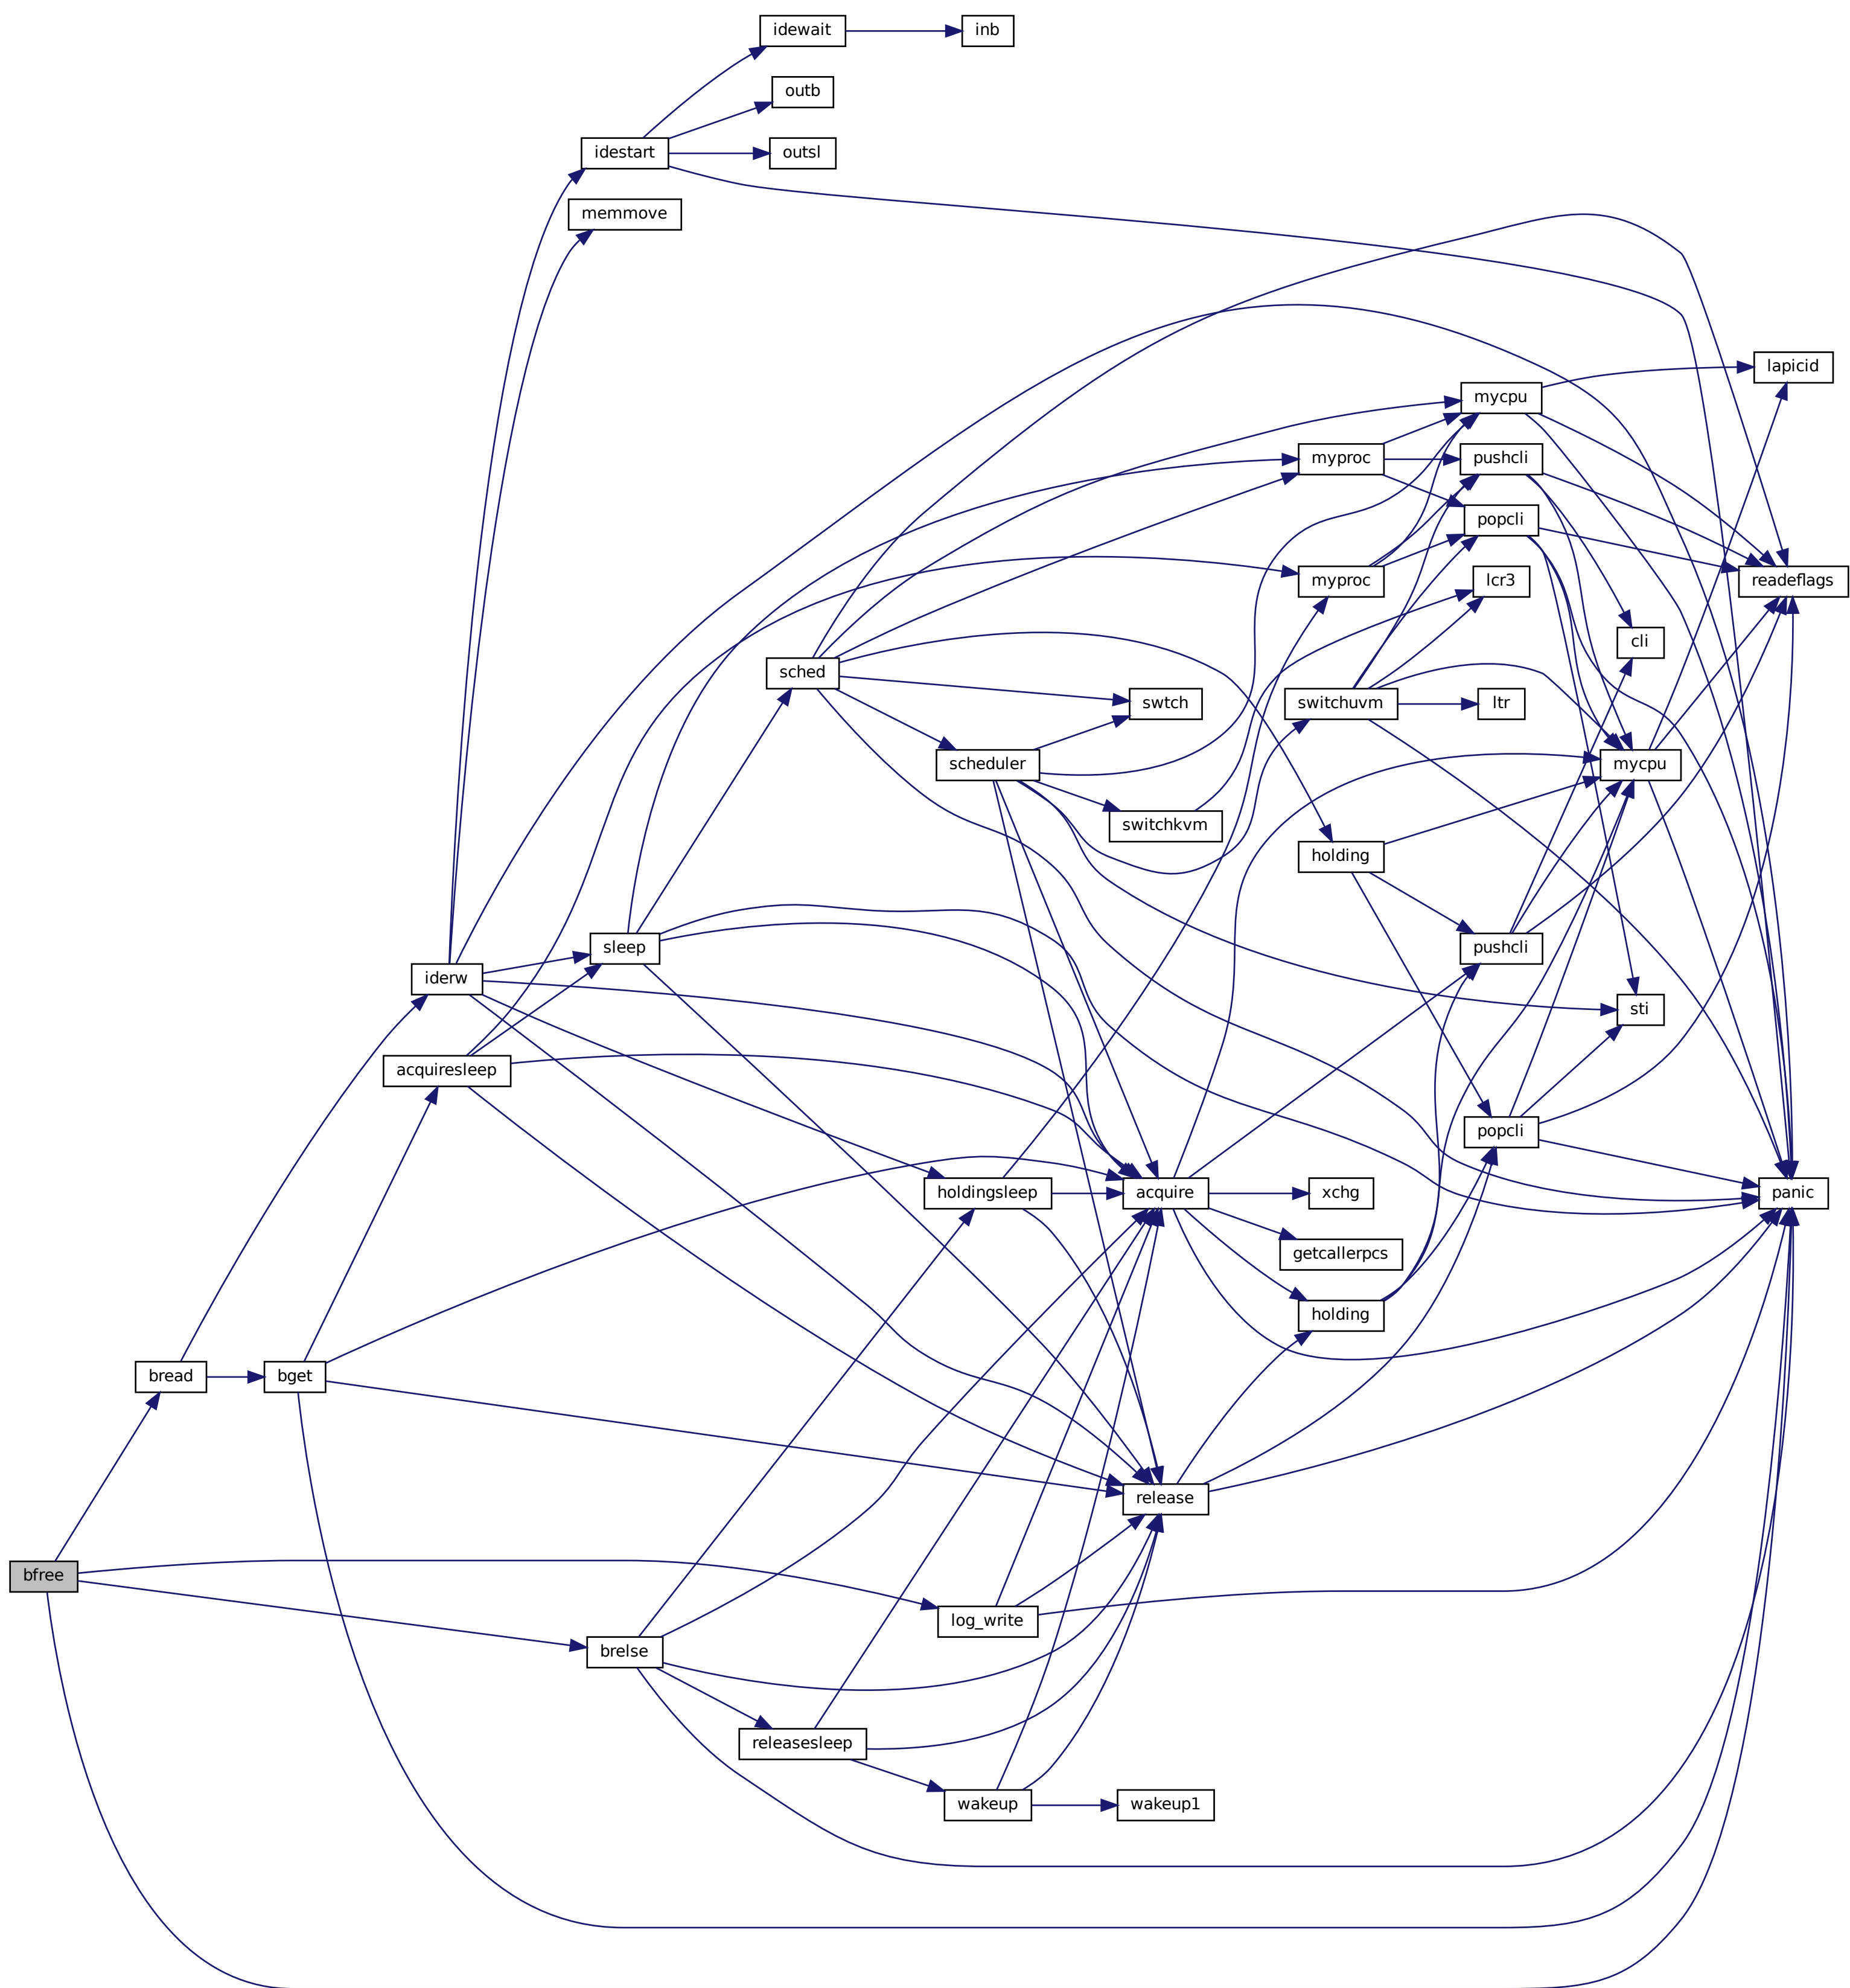 idewait
inb
outb
idestart
outsl
memmove
lapicid
mycpu
myproc
pushcli
popcli
myproc
lcr3
readeflags
cli
sched
swtch
switchuvm
ltr
scheduler
mycpu
switchkvm
holding
sleep
pushcli
iderw
sti
acquiresleep
popcli
holdingsleep
acquire
xchg
panic
getcallerpcs
holding
bread
bget
release
bfree
log_write
brelse
releasesleep
wakeup
wakeup1